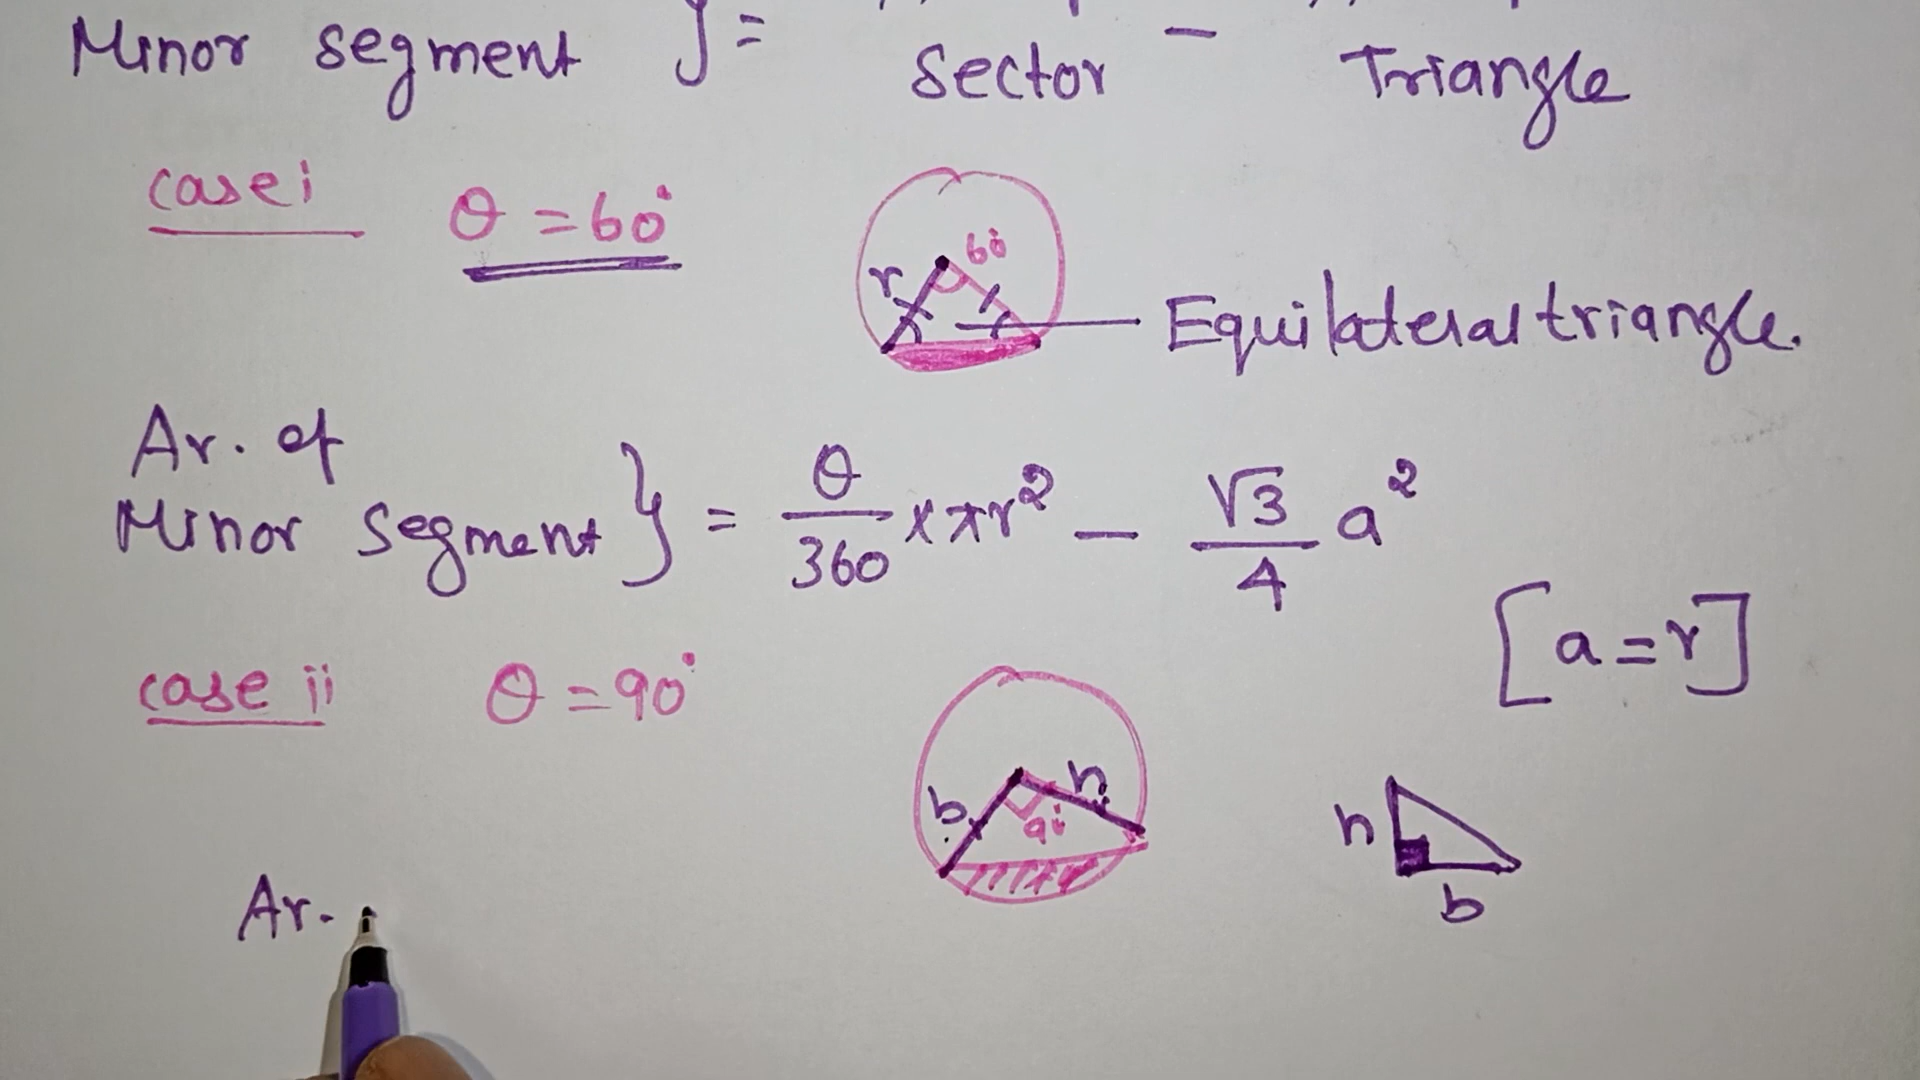 Minor segment } = Sector - Triangle
case i θ = 60°
60°
r
Equilateral triangle.
Ar. of
Minor segment } = θ/360 × πr² - √3/4 a²
[a = r]
case ii θ = 90°
b h
90°
h
b
Ar.